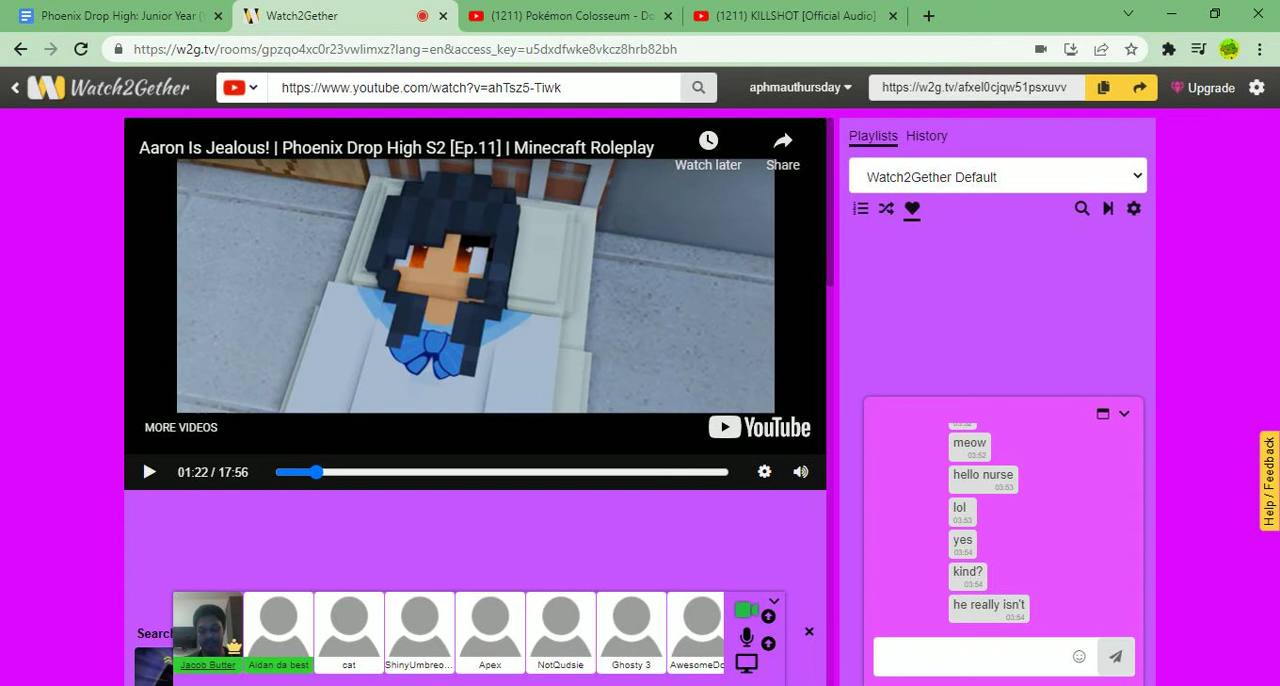 Phoenix Drop High: Junior Year [
Watch2Gether
(1211) Pokémon Colosseum - Do
(1211) KILLSHOT [Official Audio]
https://w2g.tv/rooms/gpzqo4xc0r23vwlimxz?lang=en&access_key=u5dxdfwke8vkcz8hrb82bh
Watch2Gether
https://www.youtube.com/watch?v=ahTsz5-Tiwk
aphmauthursday
https://w2g.tv/afxel0cjqw51psxuvv
Upgrade
Aaron Is Jealous! | Phoenix Drop High S2 [Ep.11] | Minecraft Roleplay
Watch later
Share
MORE VIDEOS
YouTube
01:22 / 17:56
Playlists History
Watch2Gether Default
meow
03:52
hello nurse
03:53
lol
03:53
yes
03:54
kind?
03:54
he really isn't
03:54
Help / Feedback
Search
Jacob Butter
Aidan da best
cat
ShinyUmbreo...
Apex
NotQudsie
Ghosty 3
AwesomeDo